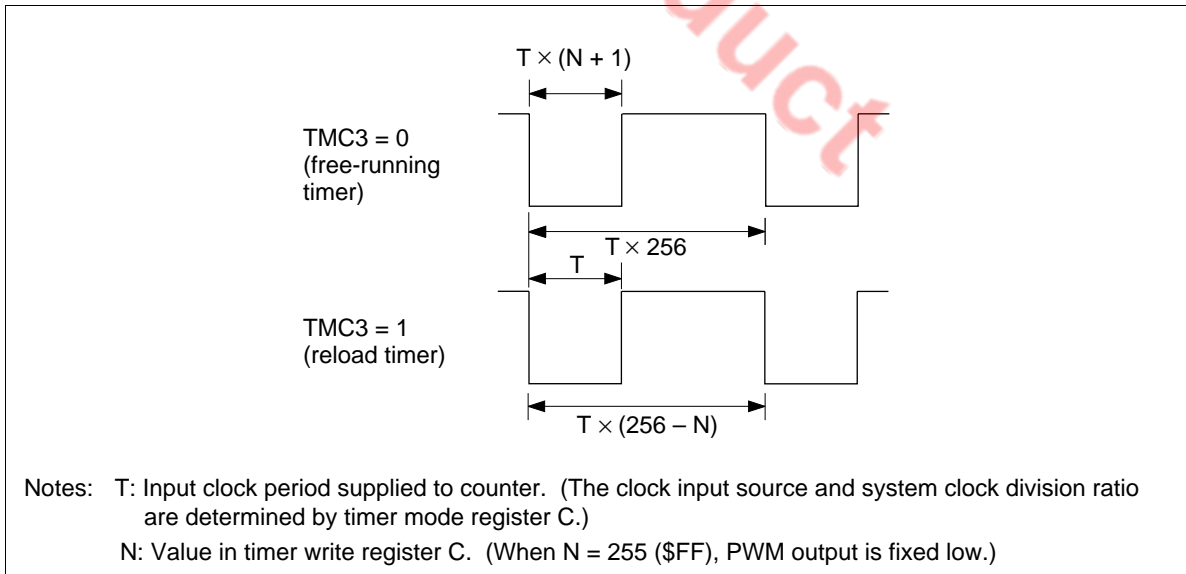 duct
T × (N + 1)
TMC3 = 0
(free-running
timer)
T × 256
T
TMC3 = 1
(reload timer)
T × (256 – N)
Notes: T: Input clock period supplied to counter. (The clock input source and system clock division ratio
are determined by timer mode register C.)
N: Value in timer write register C. (When N = 255 ($FF), PWM output is fixed low.)